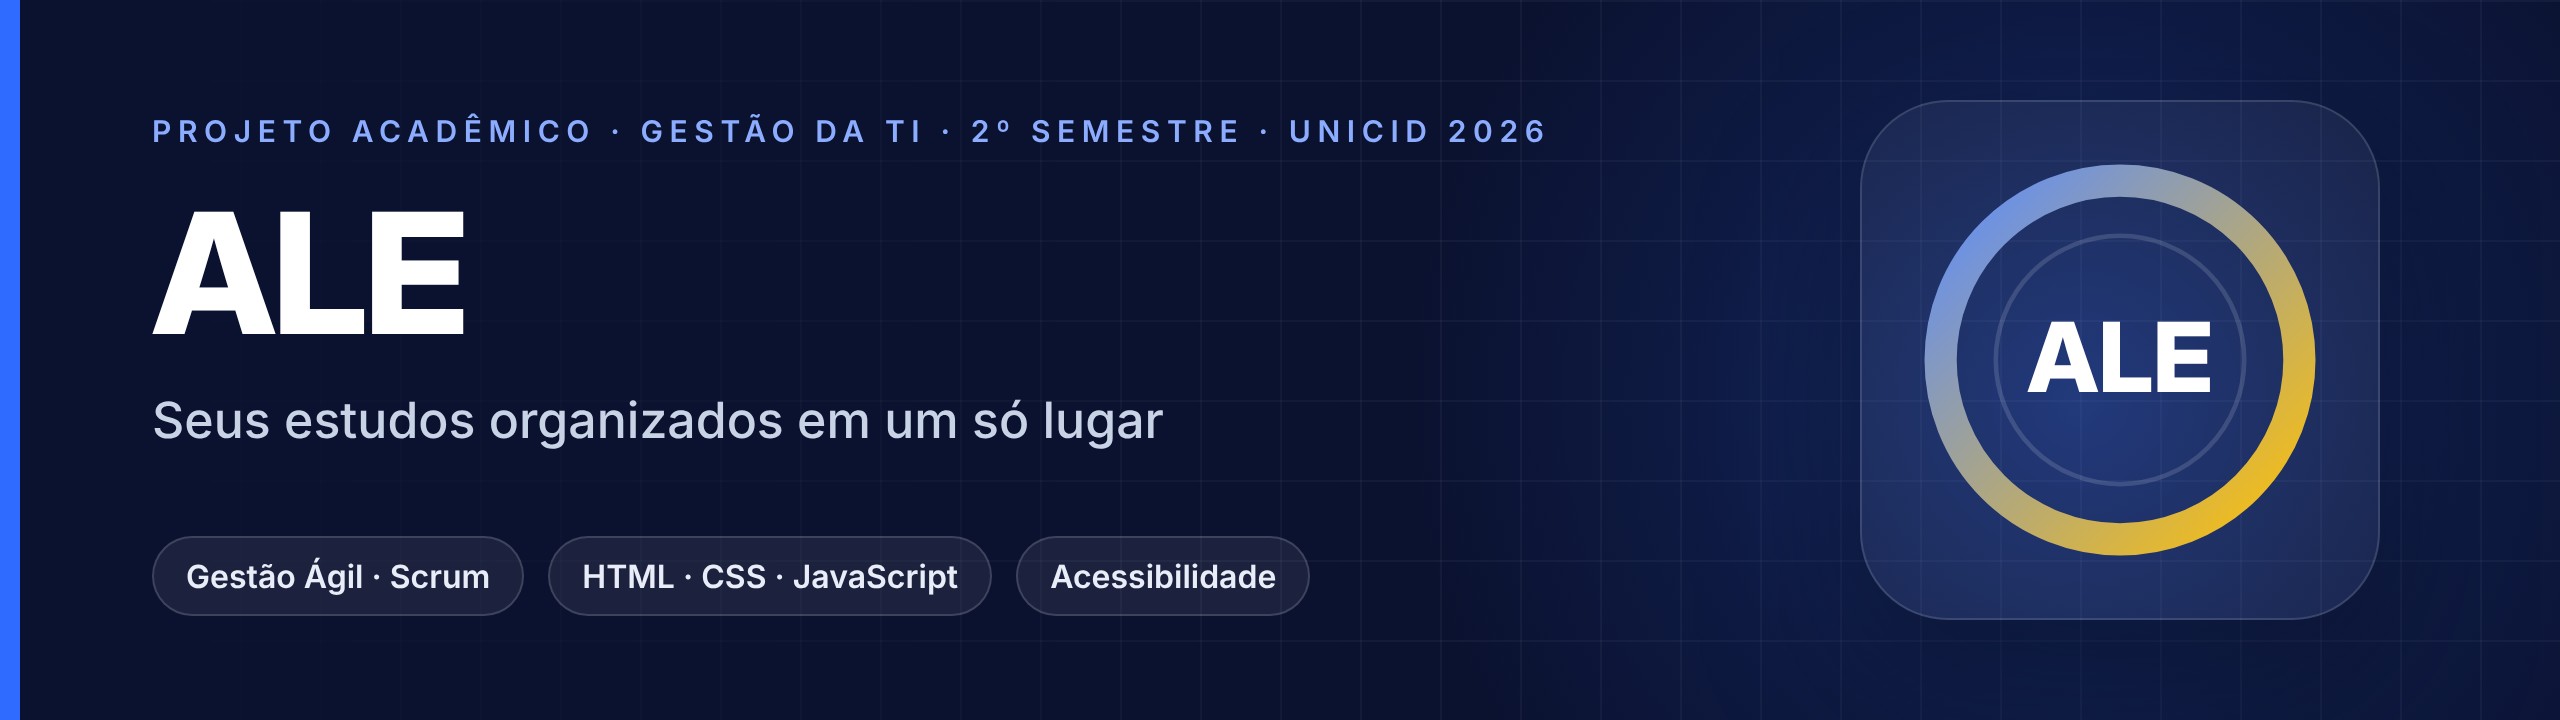 PROJETO ACADÊMICO · GESTÃO DA TI · 2º SEMESTRE · UNICID 2026
ALE
Seus estudos organizados em um só lugar
Gestão Ágil · Scrum
HTML · CSS · JavaScript
Acessibilidade
ALE